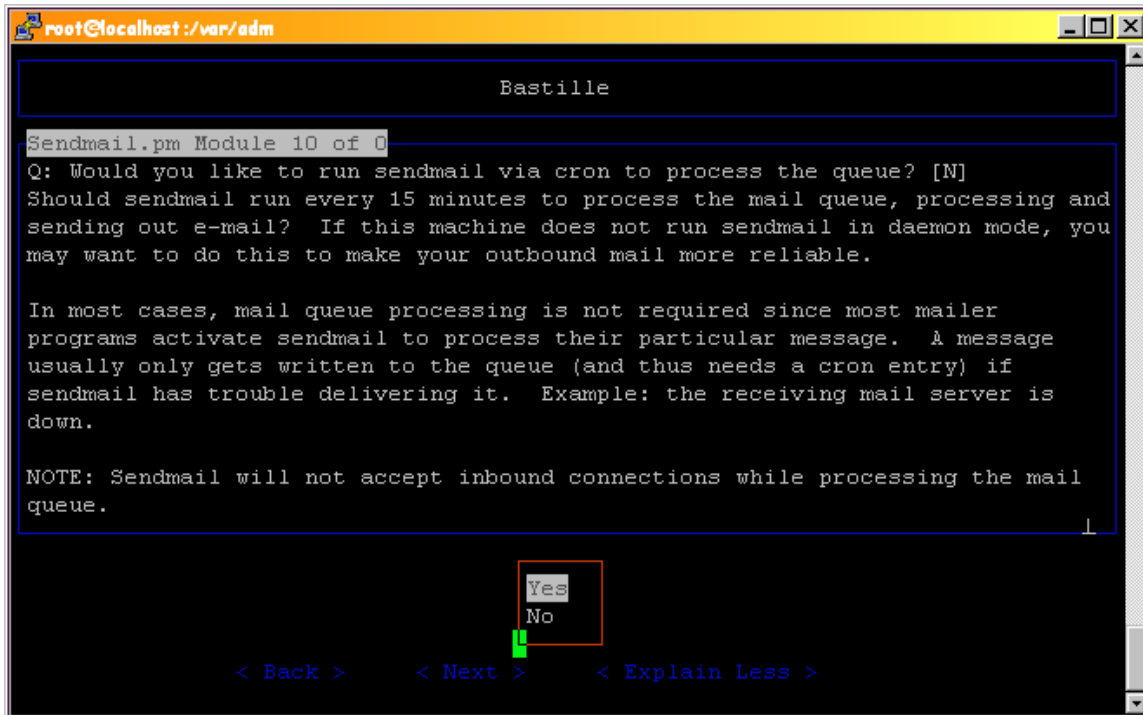 root@localhost:/var/adm
Bastille
Sendmail.pm Module 10 of 0
Q: Would you like to run sendmail via cron to process the queue? [N]
Should sendmail run every 15 minutes to process the mail queue, processing and
sending out e-mail?  If this machine does not run sendmail in daemon mode, you
may want to do this to make your outbound mail more reliable.
In most cases, mail queue processing is not required since most mailer
programs activate sendmail to process their particular message.  A message
usually only gets written to the queue (and thus needs a cron entry) if
sendmail has trouble delivering it.  Example: the receiving mail server is
down.
NOTE: Sendmail will not accept inbound connections while processing the mail
queue.
Yes
No
< Back >  < Next >  < Explain Less >